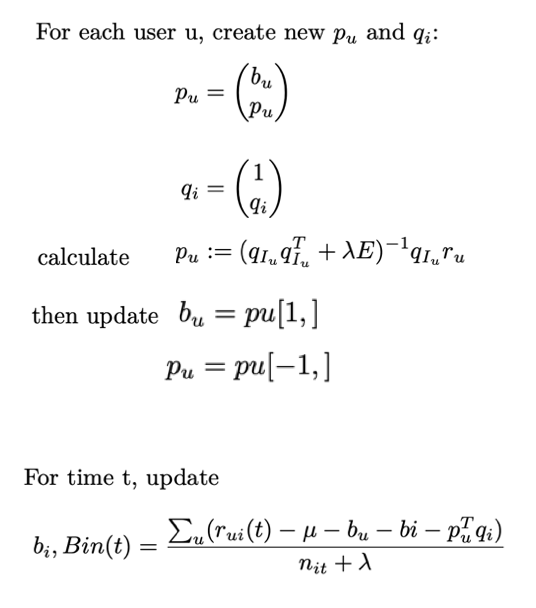 For each user u, create new p_u and q_i:
p_u = (b_u
p_u)
q_i = (1
q_i)
calculate p_u := (q_{I_u} q_{I_u}^T + λE)^{-1} q_{I_u} r_u
then update b_u = pu[1, ]
p_u = pu[−1, ]
For time t, update
b_i, Bin(t) = \frac{∑_u (r_{ui}(t) − μ − b_u − bi − p_u^T q_i)}{n_{it} + λ}